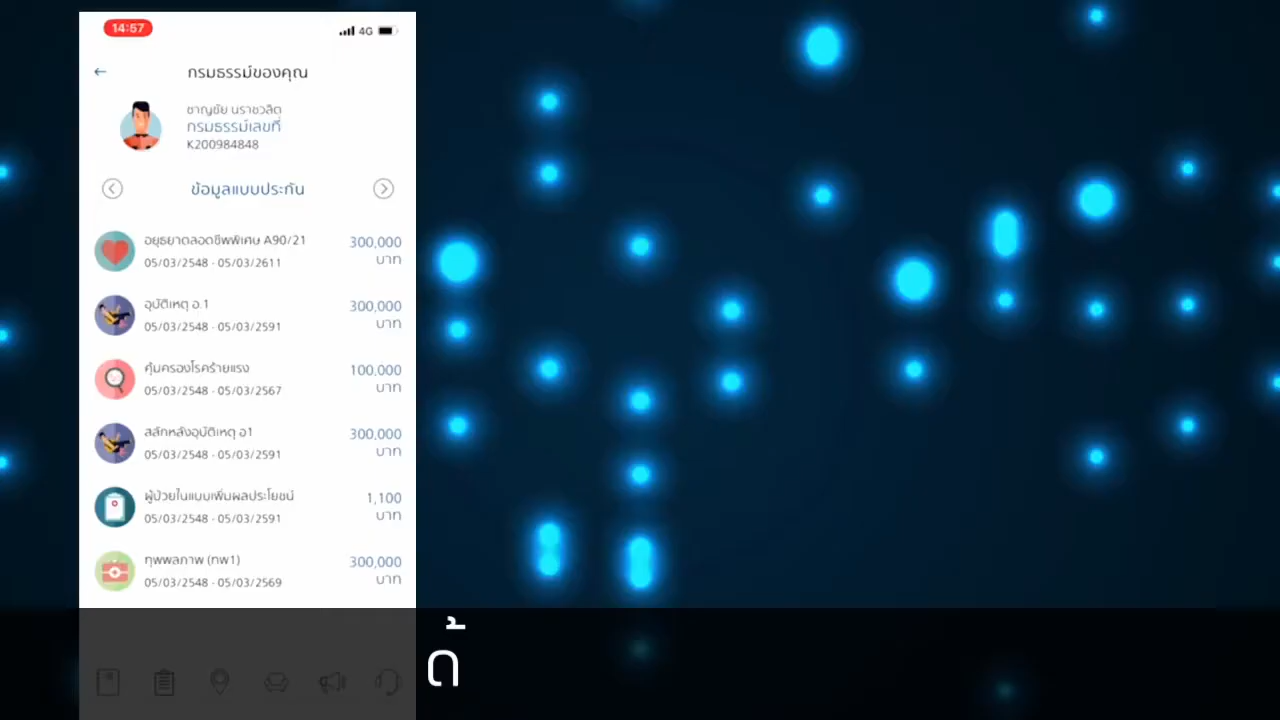 14:57
4G
กรมธรรม์ของคุณ
ชาญชัย นราชวลิต
กรมธรรม์เลขที่
K200984848
ข้อมูลแบบประกัน
อยุธยาตลอดชีพพิเศษ A90/21
300,000
05/03/2548 - 05/03/2611
บาท
อุบัติเหตุ อ.1
300,000
05/03/2548 - 05/03/2591
บาท
คุ้มครองโรคร้ายแรง
100,000
05/03/2548 - 05/03/2567
บาท
สลักหลังอุบัติเหตุ อ1
300,000
05/03/2548 - 05/03/2591
บาท
ผู้ป่วยในแบบเพิ่มผลประโยชน์
1,100
05/03/2548 - 05/03/2591
บาท
ทุพพลภาพ (ทพ1)
300,000
05/03/2548 - 05/03/2569
บาท
ด้